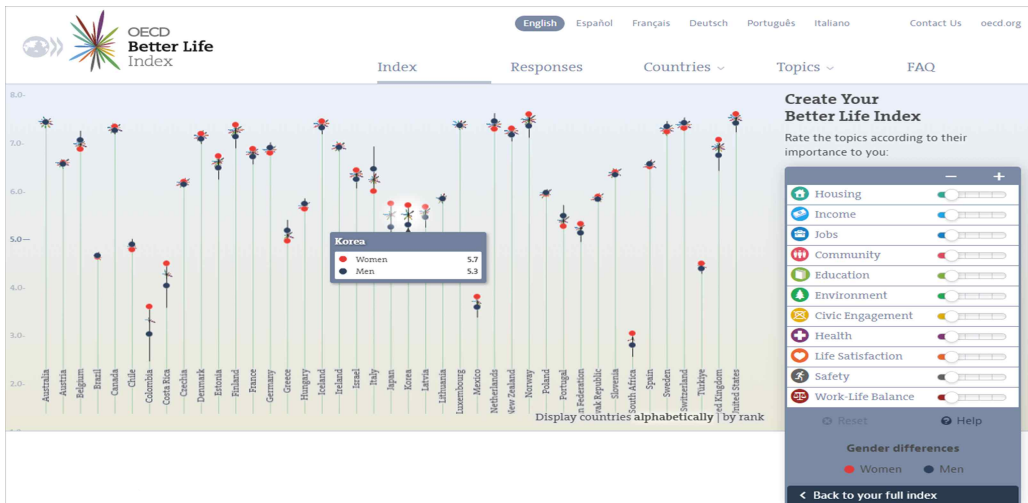 English Español Français Deutsch Português Italiano Contact Us oecd.org
OECD
Better Life
Index
Index Responses Countries Topics FAQ
8.0-
7.0-
6.0-
5.0—
4.0-
3.0-
2.0-
Korea
Women 5.7
Men 5.3
Australia
Austria
Belgium
Brazil
Canada
Chile
Colombia
Costa Rica
Czechia
Denmark
Estonia
Finland
France
Germany
Greece
Hungary
Iceland
Ireland
Israel
Italy
Japan
Korea
Latvia
Lithuania
Luxembourg
Mexico
Netherlands
New Zealand
Norway
Poland
Portugal
n Federation
vak Republic
Slovenia
South Africa
Spain
Sweden
Switzerland
Türkiye
ted Kingdom
United States
Display countries alphabetically | by rank
Create Your
Better Life Index
Rate the topics according to their
importance to you:
− +
Housing
Income
Jobs
Community
Education
Environment
Civic Engagement
Health
Life Satisfaction
Safety
Work-Life Balance
Reset Help
Gender differences
Women Men
< Back to your full index